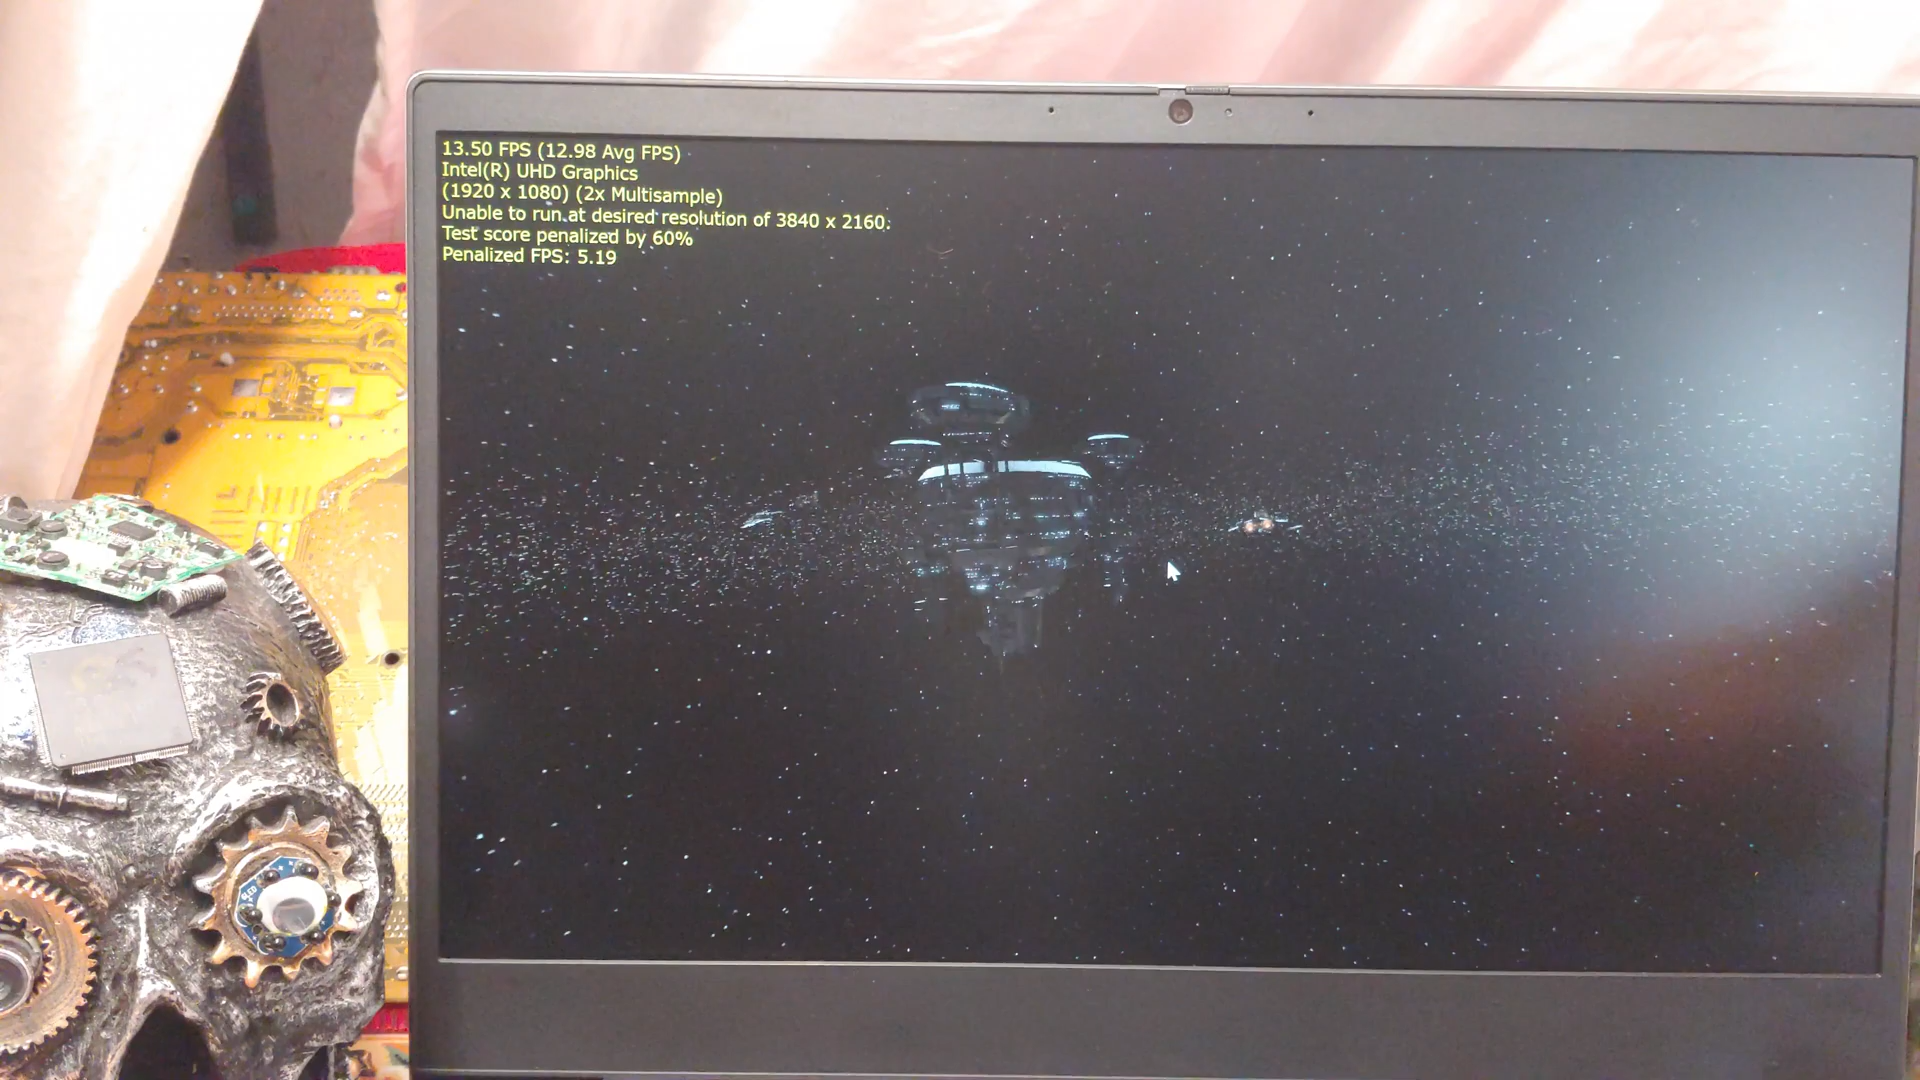 13.50 FPS (12.98 Avg FPS)
Intel(R) UHD Graphics
(1920 x 1080) (2x Multisample)
Unable to run at desired resolution of 3840 x 2160.
Test score penalized by 60%
Penalized FPS: 5.19